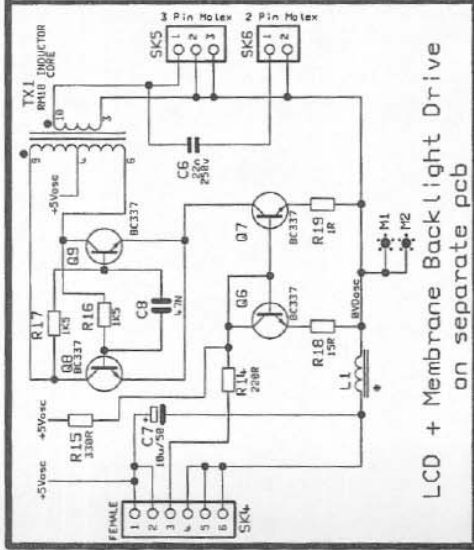 3 Pin Molex
2 Pin Molex
SK5
1
2
3
SK6
1
2
TX1
RM10 INDUCTOR
CORE
10
3
9
4
6
+5Vosc
C6
22n
250v
Q9
BC337
R17
1K5
R16
1K5
C8
47N
Q8
BC337
Q7
BC337
R19
1R
Q6
BC337
R18
15R
0Vosc
M1
M2
R14
220R
L1
+5Vosc
R15
330R
+5Vosc
C7
10u/50
+
FEMALE
1
2
3
4
5
6
SK4
LCD + Membrane Backlight Drive
on separate pcb